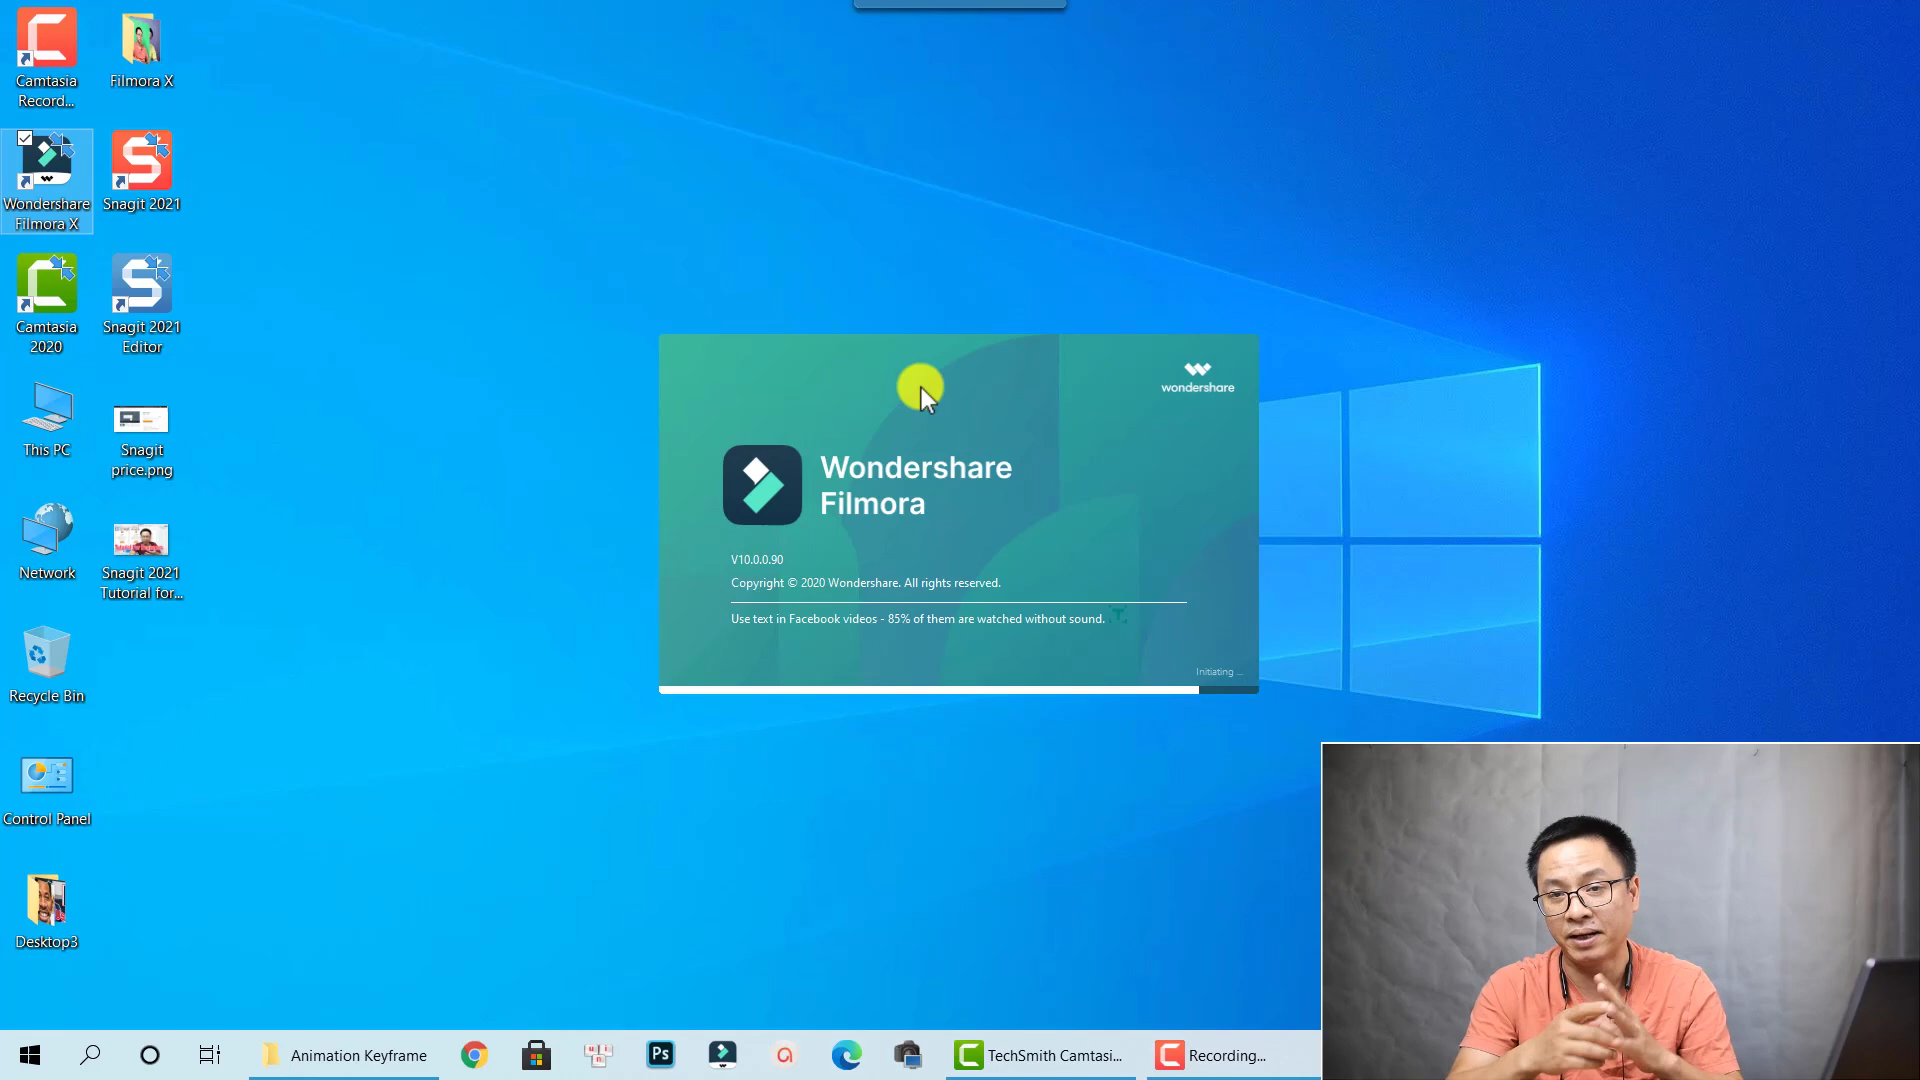 Camtasia
Record...
Filmora X
Wondershare
Filmora X
Snagit 2021
Camtasia
2020
Snagit 2021
Editor
This PC
Snagit
price.png
Network
Snagit 2021
Tutorial for...
Recycle Bin
Control Panel
Desktop3
wondershare
Wondershare
Filmora
V10.0.0.90
Copyright © 2020 Wondershare. All rights reserved.
Use text in Facebook videos - 85% of them are watched without sound.
Initiating ...
Animation Keyframe
Ps
TechSmith Camtasi...
Recording...